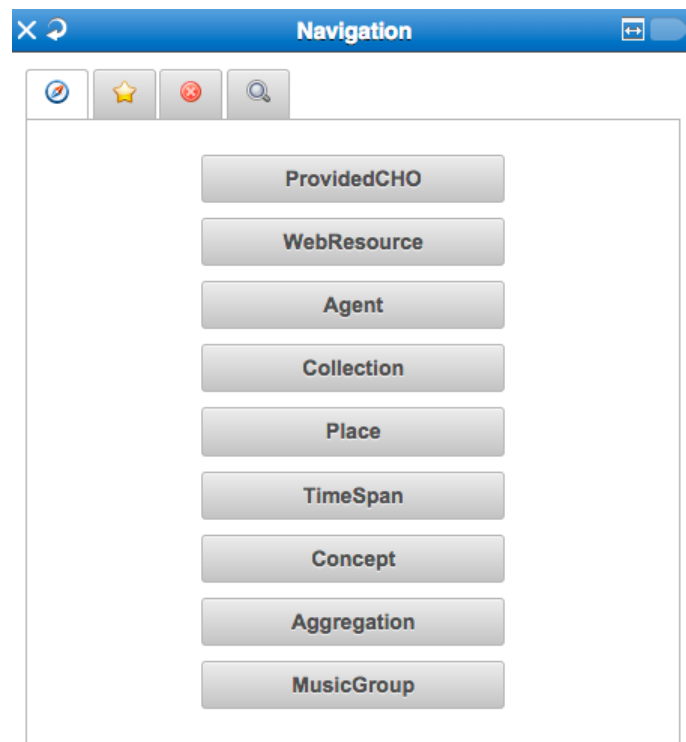 Navigation
ProvidedCHO
WebResource
Agent
Collection
Place
TimeSpan
Concept
Aggregation
MusicGroup